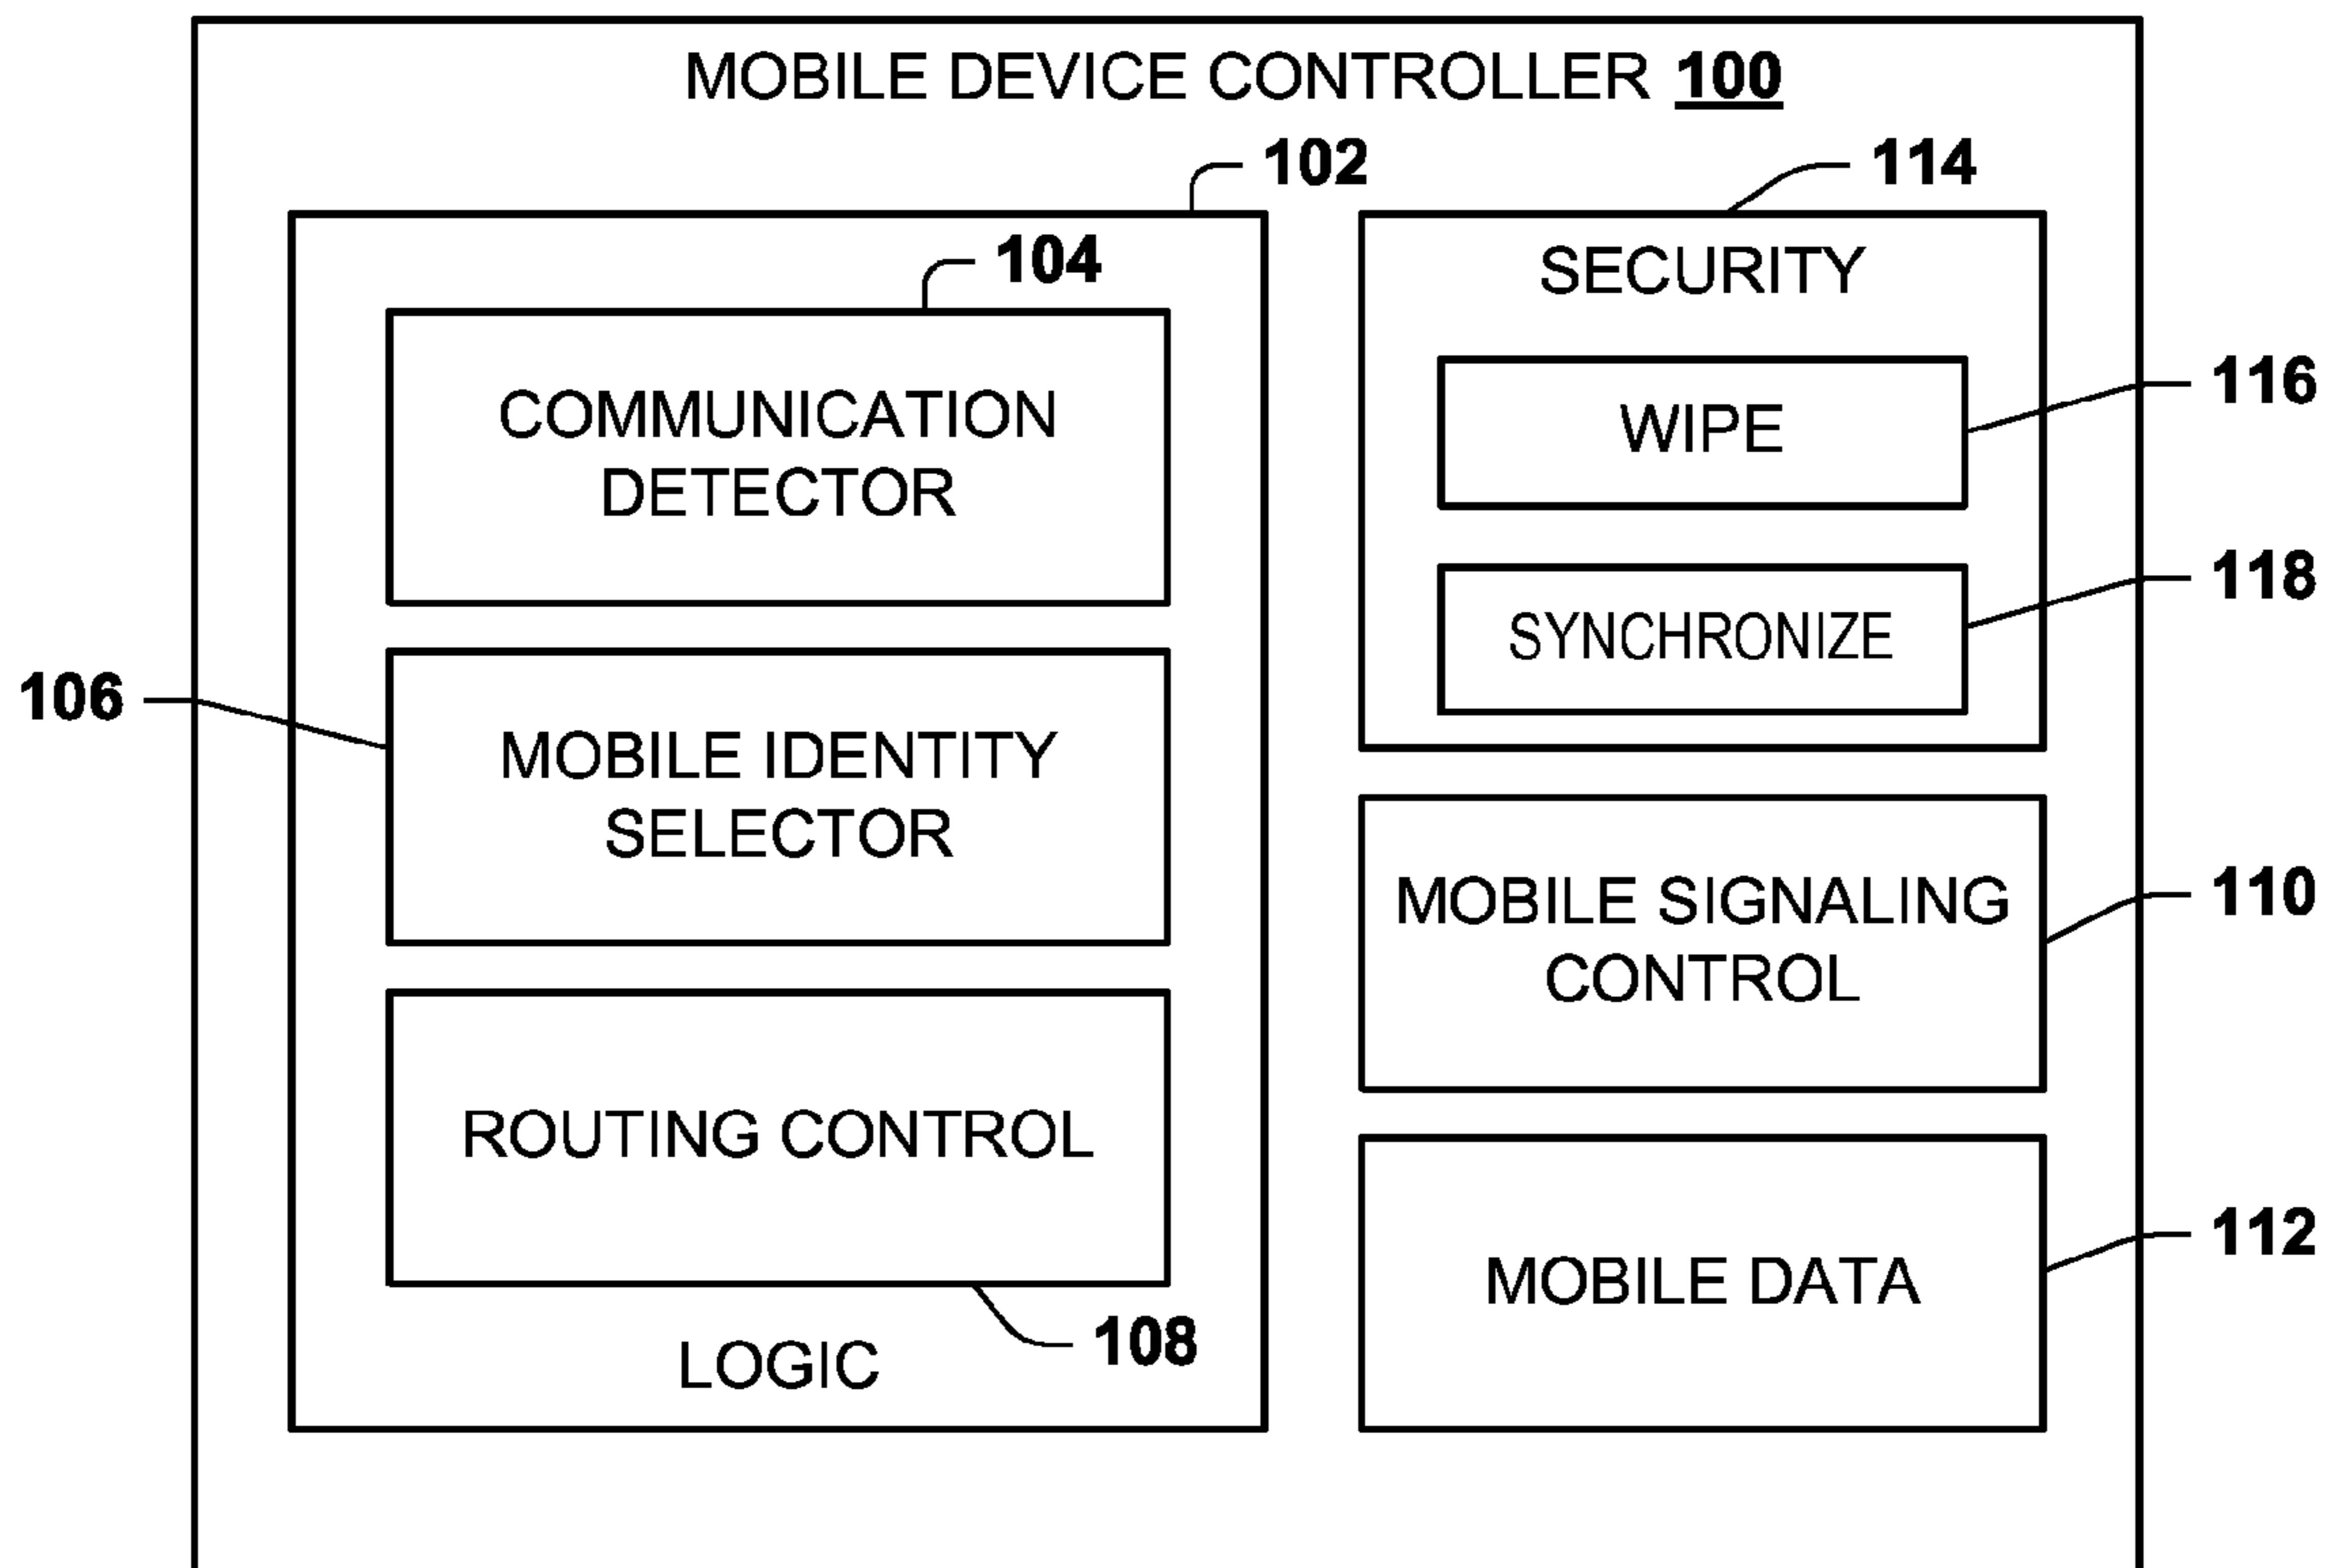 MOBILE DEVICE CONTROLLER 100
102
104
COMMUNICATION
DETECTOR
106
MOBILE IDENTITY
SELECTOR
ROUTING CONTROL
108
LOGIC
114
SECURITY
WIPE
116
SYNCHRONIZE
118
MOBILE SIGNALING
CONTROL
110
MOBILE DATA
112